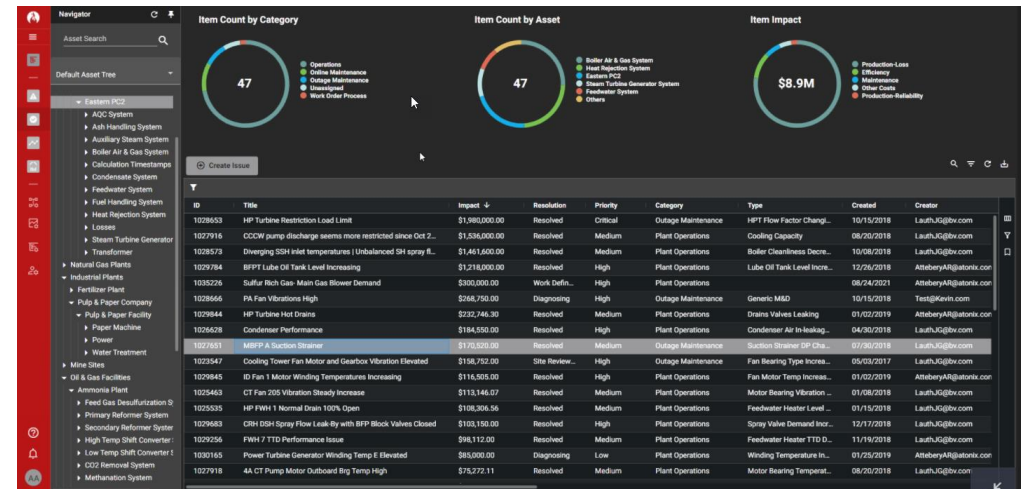 Navigator
Asset Search
Default Asset Tree
Eastern PC2
AQC System
Ash Handling System
Auxiliary Steam System
Boiler Air & Gas System
Calculation Timestamps
Condensate System
Feedwater System
Fuel Handling System
Heat Rejection System
Losses
Steam Turbine Generator
Transformer
Natural Gas Plants
Industrial Plants
Fertilizer Plant
Pulp & Paper Company
Pulp & Paper Facility
Paper Machine
Power
Water Treatment
Mine Sites
Oil & Gas Facilities
Ammonia Plant
Feed Gas Desulfurization S
Primary Reformer System
Secondary Reformer Syster
High Temp Shift Converter
Low Temp Shift Converter S
CO2 Removal System
Methanation System
AA
Item Count by Category
47
Operations
Online Maintenance
Outage Maintenance
Unassigned
Work Order Process
Item Count by Asset
47
Boiler Air & Gas System
Heat Rejection System
Eastern PC2
Steam Turbine Generator System
Feedwater System
Others
Item Impact
$8.9M
Production-Loss
Efficiency
Maintenance
Other Costs
Production-Reliability
Create Issue
ID Title Impact Resolution Priority Category Type Created Creator
1028653 HP Turbine Restriction Load Limit $1,980,000.00 Resolved Critical Outage Maintenance HPT Flow Factor Changi... 10/15/2018 LauthJG@bv.com
1027916 CCCW pump discharge seems more restricted since Oct 2... $1,536,000.00 Resolved Medium Plant Operations Cooling Capacity 08/20/2018 LauthJG@bv.com
1028573 Diverging SSH inlet temperatures | Unbalanced SH spray fl... $1,461,600.00 Resolved Medium Plant Operations Boiler Cleanliness Decre... 10/08/2018 LauthJG@bv.com
1029784 BFPT Lube Oil Tank Level Increasing $1,218,000.00 Resolved High Plant Operations Lube Oil Tank Level Incre... 12/26/2018 AtteberyAR@atonix.con
1035226 Sulfur Rich Gas- Main Gas Blower Demand $300,000.00 Work Defin... High Plant Operations 08/24/2021 AtteberyAR@atonix.con
1028666 PA Fan Vibrations High $268,750.00 Diagnosing High Outage Maintenance Generic M&D 10/15/2018 Test@Kevin.com
1029844 HP Turbine Hot Drains $232,746.30 Resolved Medium Plant Operations Drains Valves Leaking 01/02/2019 AtteberyAR@atonix.con
1026628 Condenser Performance $184,550.00 Resolved High Plant Operations Condenser Air In-leakag... 04/30/2018 LauthJG@bv.com
1027651 MBFP A Suction Strainer $170,520.00 Resolved Medium Outage Maintenance Suction Strainer DP Cha... 07/30/2018 LauthJG@bv.com
1023547 Cooling Tower Fan Motor and Gearbox Vibration Elevated $158,752.00 Site Review... High Outage Maintenance Fan Bearing Type Increa... 05/03/2017 LauthJG@bv.com
1029845 ID Fan 1 Motor Winding Temperatures Increasing $116,505.00 Resolved High Plant Operations Fan Motor Temp Increas... 01/02/2019 AtteberyAR@atonix.con
1025463 CT Fan 205 Vibration Steady Increase $113,146.07 Resolved Medium Plant Operations Motor Bearing Vibration ... 01/08/2018 LauthJG@bv.com
1025535 HP FWH 1 Normal Drain 100% Open $108,306.56 Resolved Medium Plant Operations Feedwater Heater Level ... 01/15/2018 LauthJG@bv.com
1029683 CRH DSH Spray Flow Leak-By with BFP Block Valves Closed $103,150.00 Resolved High Plant Operations Spray Valve Demand Incr... 12/17/2018 LauthJG@bv.com
1029256 FWH 7 TTD Performance Issue $98,112.00 Resolved Medium Plant Operations Feedwater Heater TTD D... 11/19/2018 LauthJG@bv.com
1030165 Power Turbine Generator Winding Temp E Elevated $85,000.00 Diagnosing Low Plant Operations Winding Temperature In... 01/25/2019 AtteberyAR@atonix.con
1027918 4A CT Pump Motor Outboard Brg Temp High $75,272.11 Resolved Medium Plant Operations Motor Bearing Temperat... 08/20/2018 LauthJG@bv.com